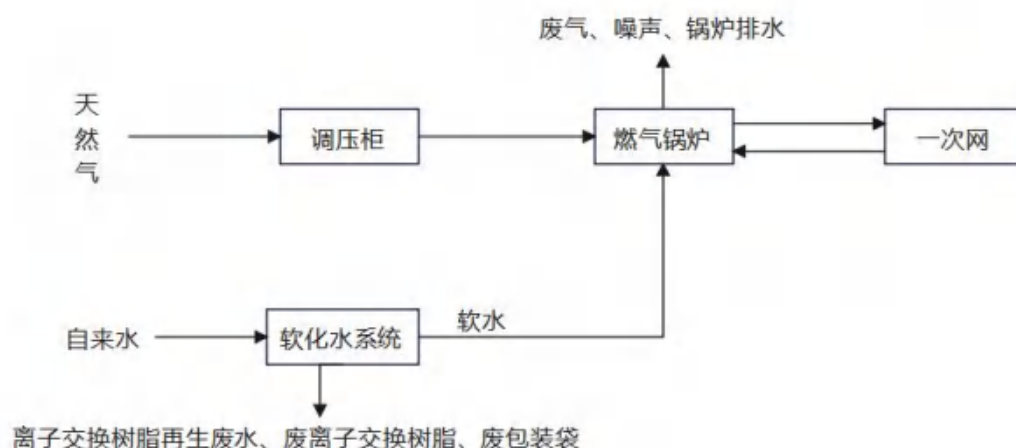 废气、噪声、锅炉排水
天
然
气
调压柜
燃气锅炉
一次网
自来水
软化水系统
软水
离子交换树脂再生废水、废离子交换树脂、废包装袋